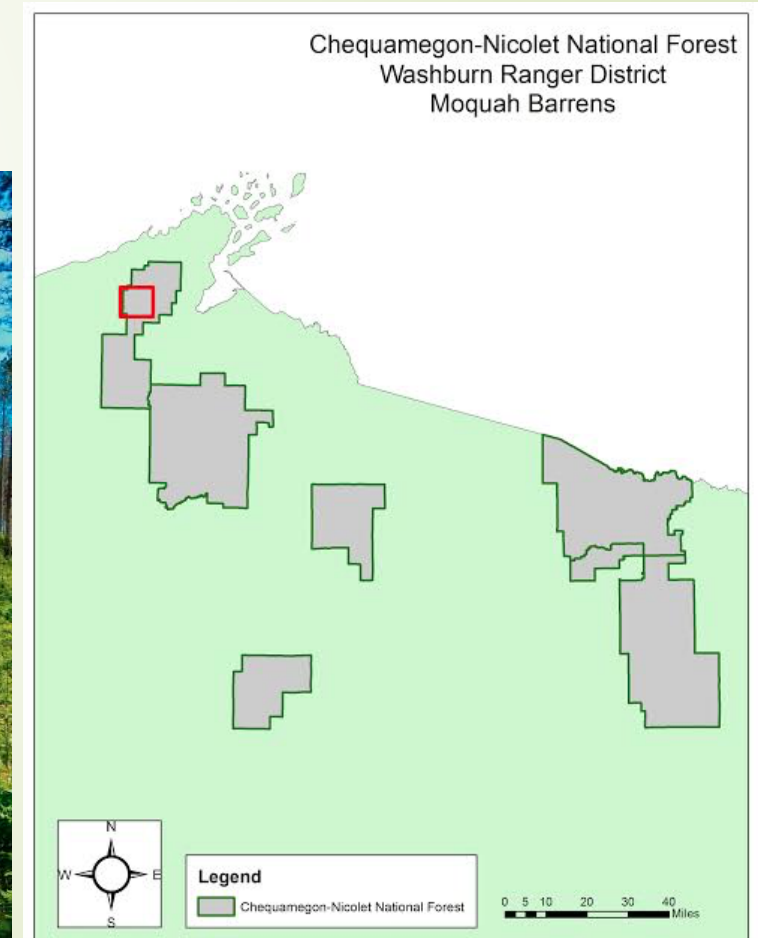 Chequamegon-Nicolet National Forest
Washburn Ranger District
Moquah Barrens
N
W E
S
Legend
Chequamegon-Nicolet National Forest
0 5 10 20 30 40
Miles